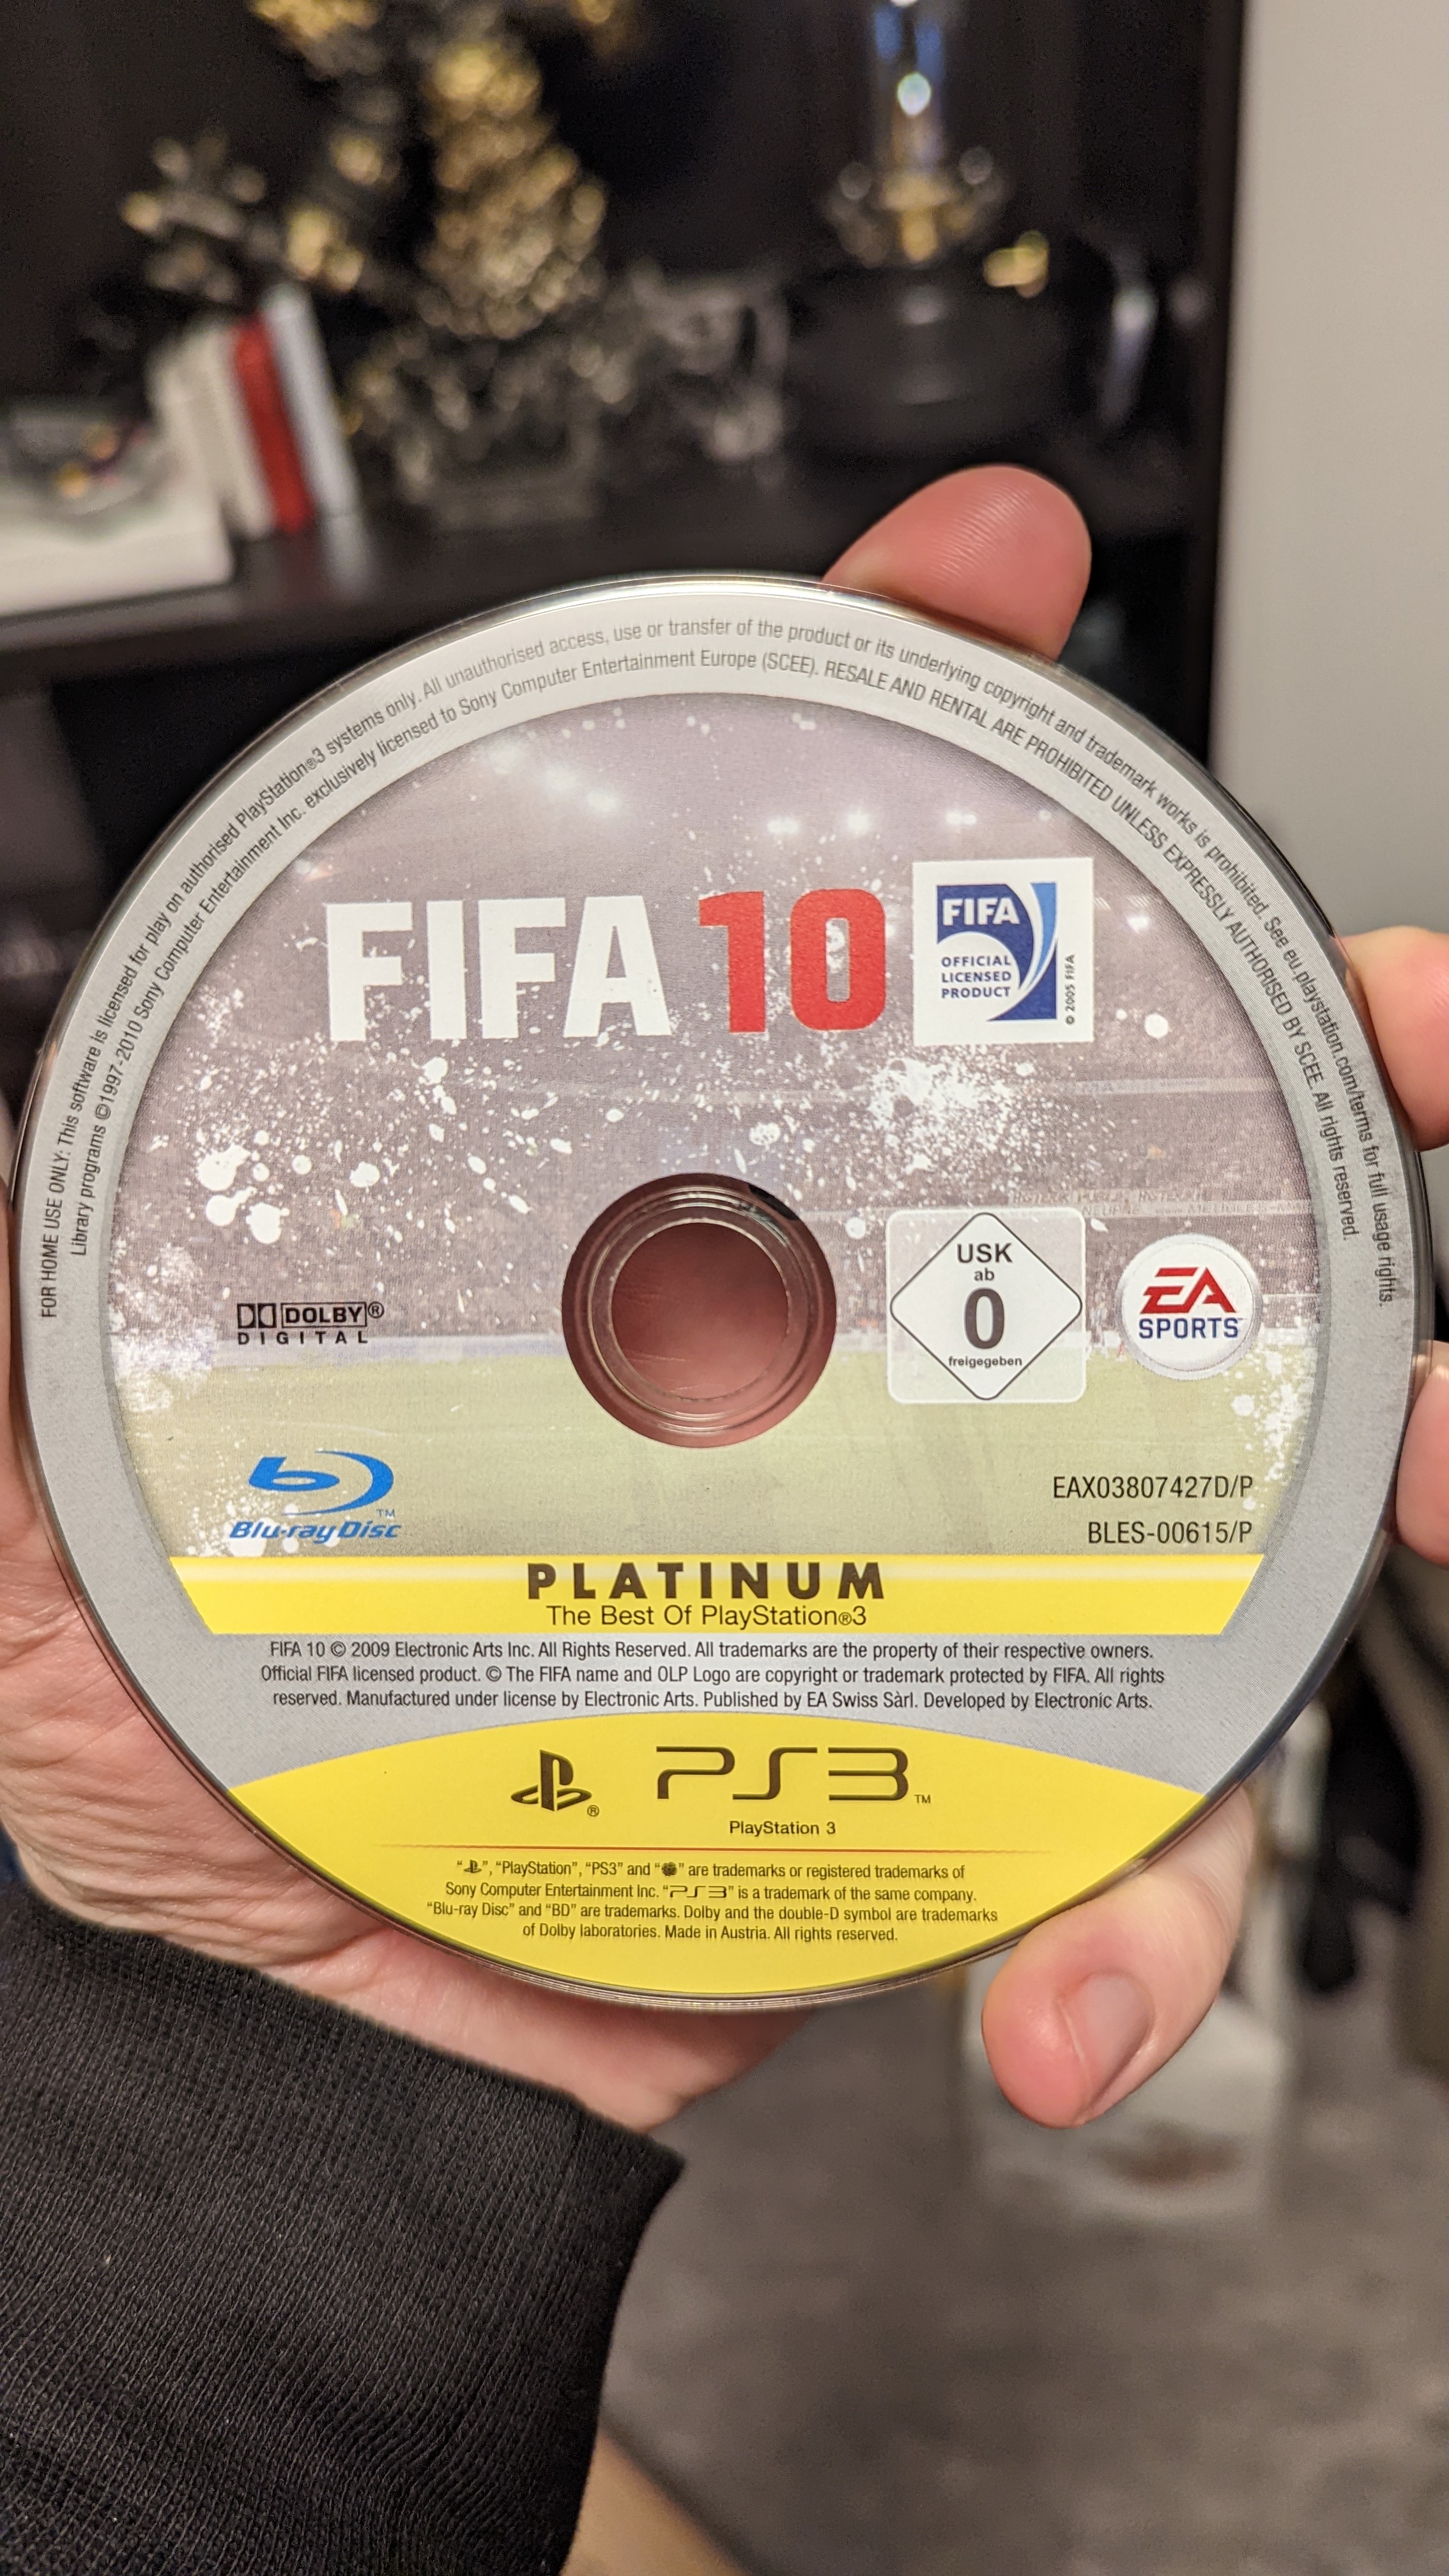 FOR HOME USE ONLY: This software is licensed for play on authorised PlayStation®3 systems only. All unauthorised access, use or transfer of the product or its underlying copyright and trademark works is prohibited. See eu.playstation.com/terms for full usage rights.
Library programs ©1997-2010 Sony Computer Entertainment Inc. exclusively licensed to Sony Computer Entertainment Europe (SCEE). RESALE AND RENTAL ARE PROHIBITED UNLESS EXPRESSLY AUTHORISED BY SCEE. All rights reserved.
FIFA 10
FIFA
OFFICIAL
LICENSED
PRODUCT
© 2005 FIFA
DOLBY®
DIGITAL
USK
ab
0
freigegeben
EA
SPORTS
Blu-ray Disc™
EAX03807427D/P
BLES-00615/P
PLATINUM
The Best Of PlayStation®3
FIFA 10 © 2009 Electronic Arts Inc. All Rights Reserved. All trademarks are the property of their respective owners.
Official FIFA licensed product. © The FIFA name and OLP Logo are copyright or trademark protected by FIFA. All rights
reserved. Manufactured under license by Electronic Arts. Published by EA Swiss Sàrl. Developed by Electronic Arts.
® PS3™
PlayStation 3
“ ”, “PlayStation”, “PS3” and “ ” are trademarks or registered trademarks of
Sony Computer Entertainment Inc. “PS3” is a trademark of the same company.
“Blu-ray Disc” and “BD” are trademarks. Dolby and the double-D symbol are trademarks
of Dolby laboratories. Made in Austria. All rights reserved.